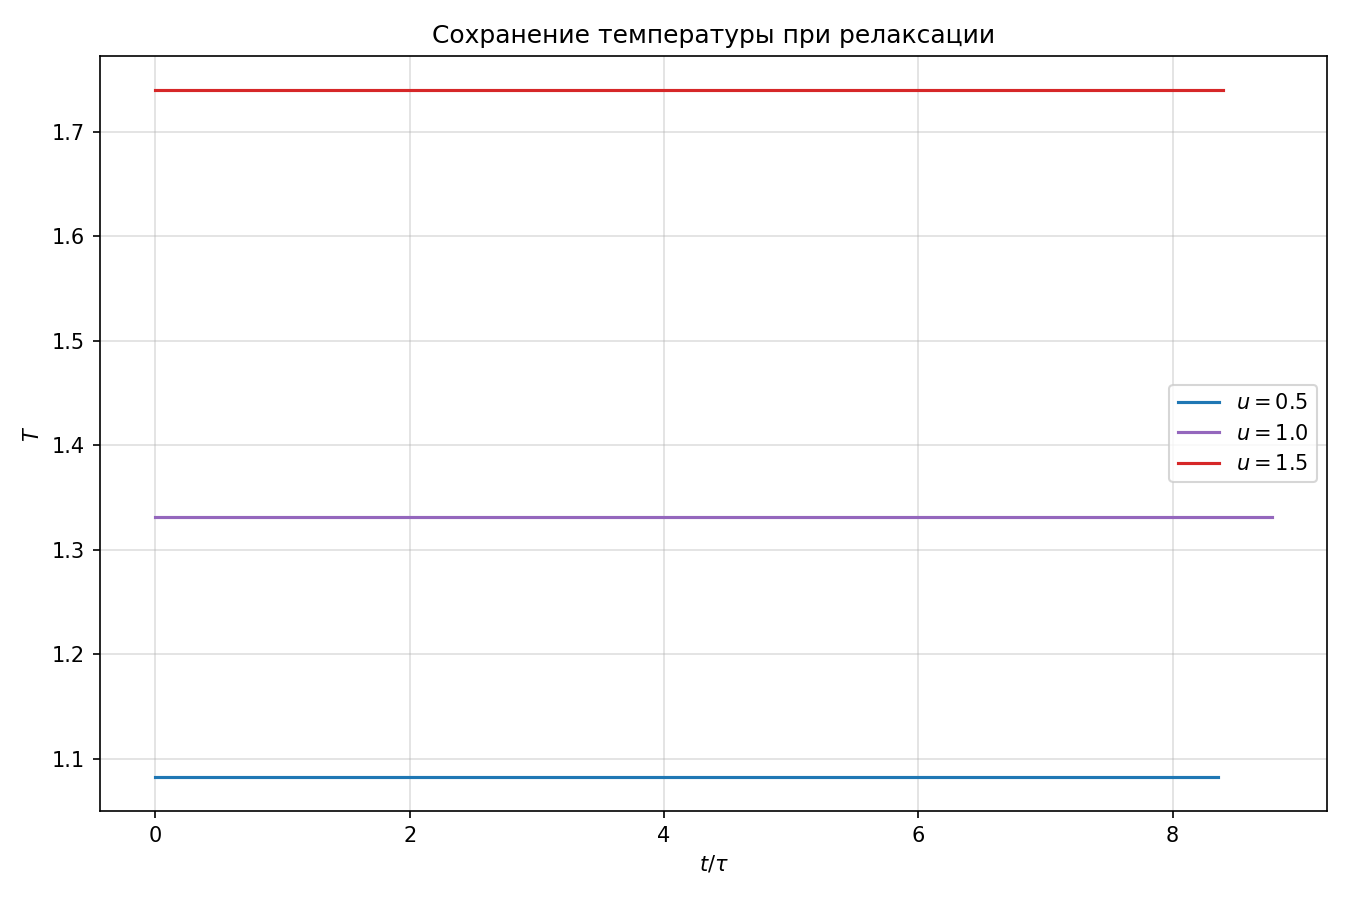 Сохранение температуры при релаксации
1.7
1.6
1.5
1.4
1.3
1.2
1.1
T
u = 0.5
u = 1.0
u = 1.5
0 2 4 6 8
t/τ